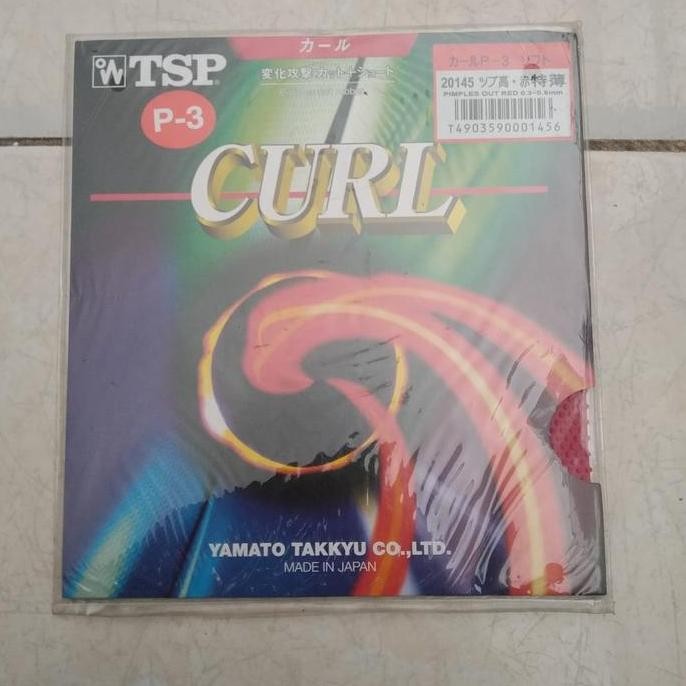 カール
TSP
変化攻撃・カット+ショート
P-3
CURL
カールP-3 ソフト
20145 ツブ高・赤特薄
PIMPLES OUT RED 0.3-0.6mm
T4903590001456
YAMATO TAKKYU CO.,LTD.
MADE IN JAPAN